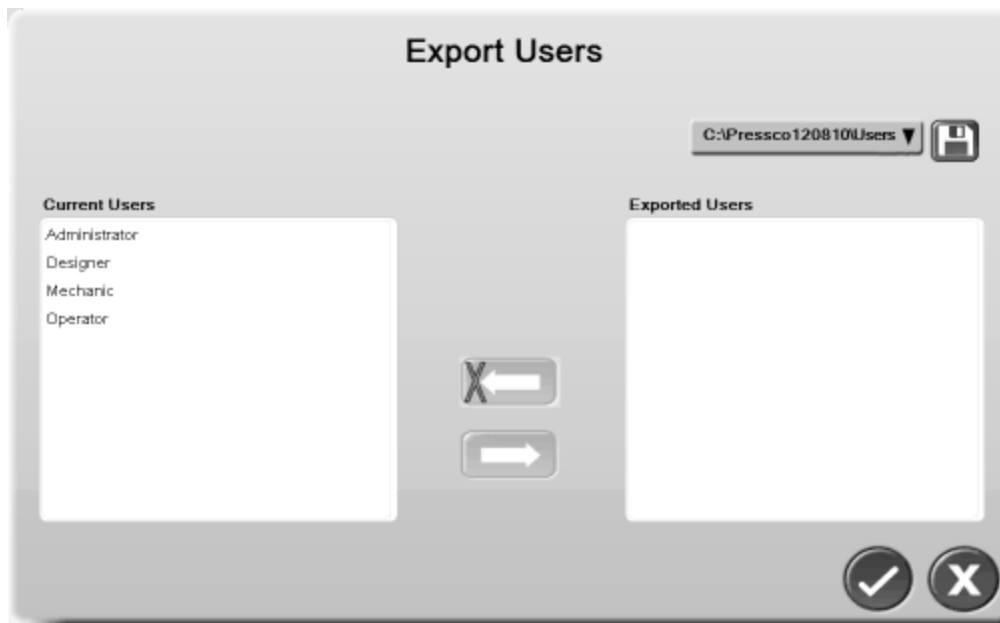 Export Users
C:\Pressco120810\Users
Current Users
Exported Users
Administrator
Designer
Mechanic
Operator
X